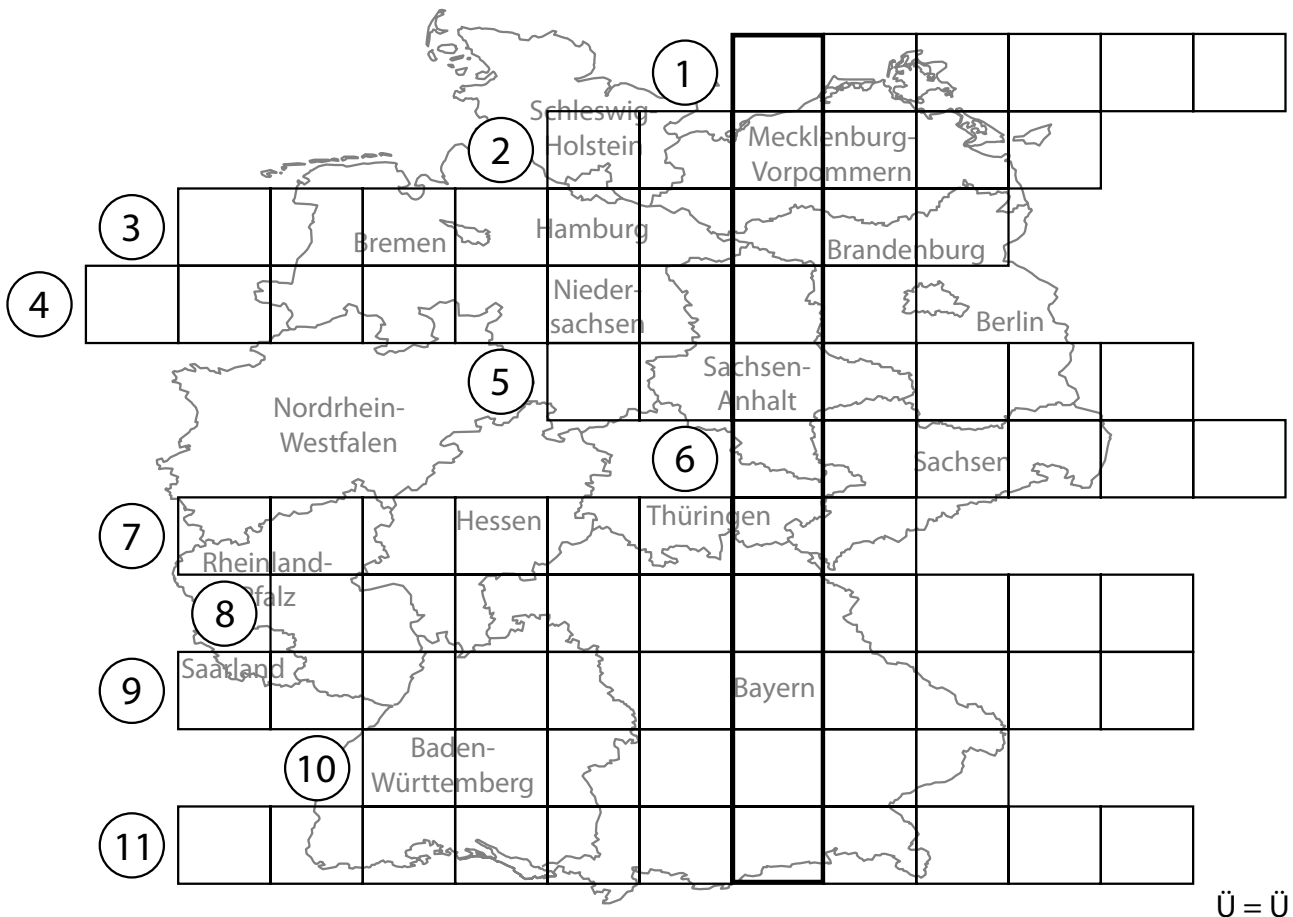 1
Schleswig
Holstein
2
Mecklenburg-
Vorpommern
3
Bremen
Hamburg
Brandenburg
4
Nieder-
sachsen
Berlin
5
Sachsen-
Anhalt
Nordrhein-
Westfalen
6
Sachsen
7
Hessen
Thüringen
Rheinland-
Pfalz
8
Saarland
9
Bayern
10
Baden-
Württemberg
11
Ü = Ü